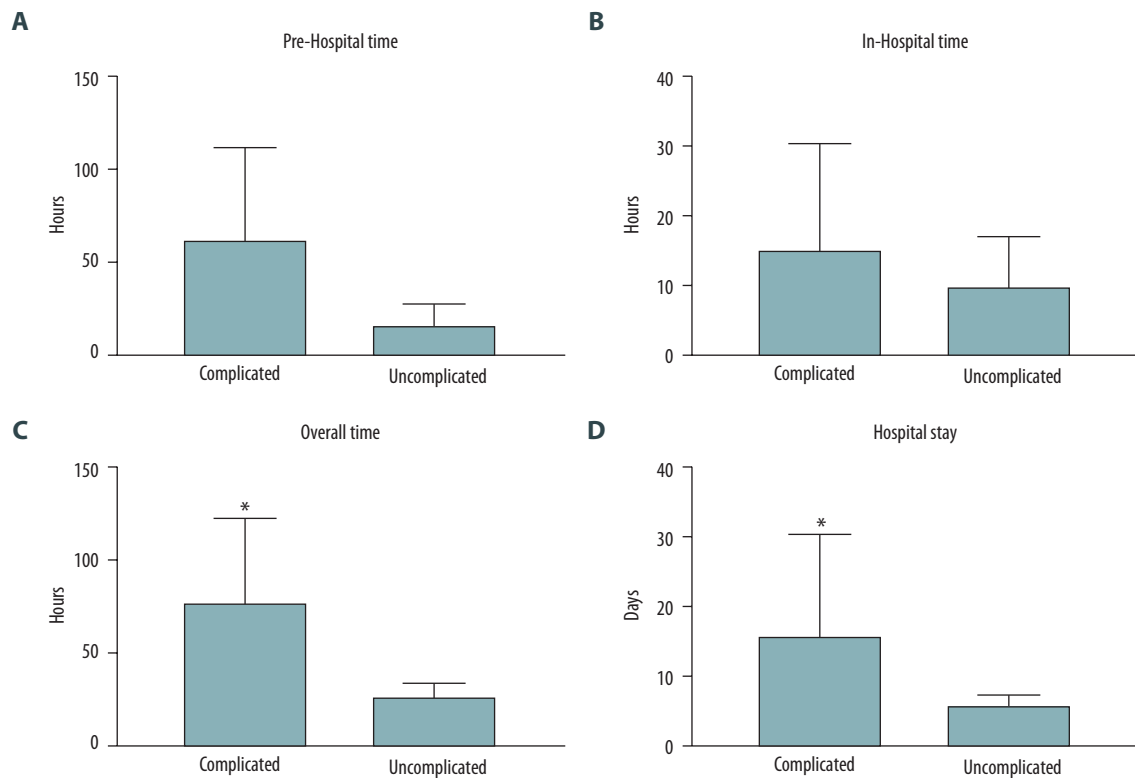 A
Pre-Hospital time
150
100
50
0
Hours
Complicated
Uncomplicated
B
In-Hospital time
40
30
20
10
0
Hours
Complicated
Uncomplicated
C
Overall time
150
100
50
0
Hours
*
Complicated
Uncomplicated
D
Hospital stay
40
30
20
10
0
Days
*
Complicated
Uncomplicated